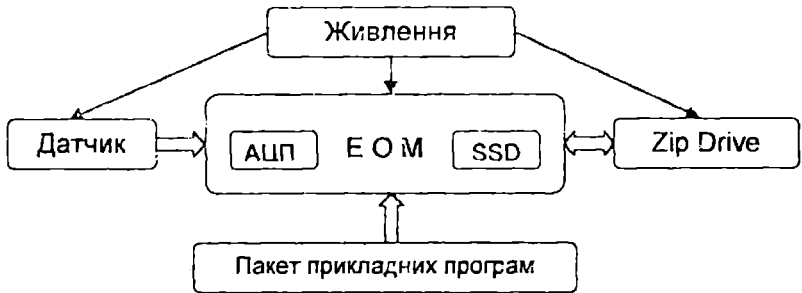 Живлення
Датчик
АЦП
Е О М
SSD
Zip Drive
Пакет прикладних програм